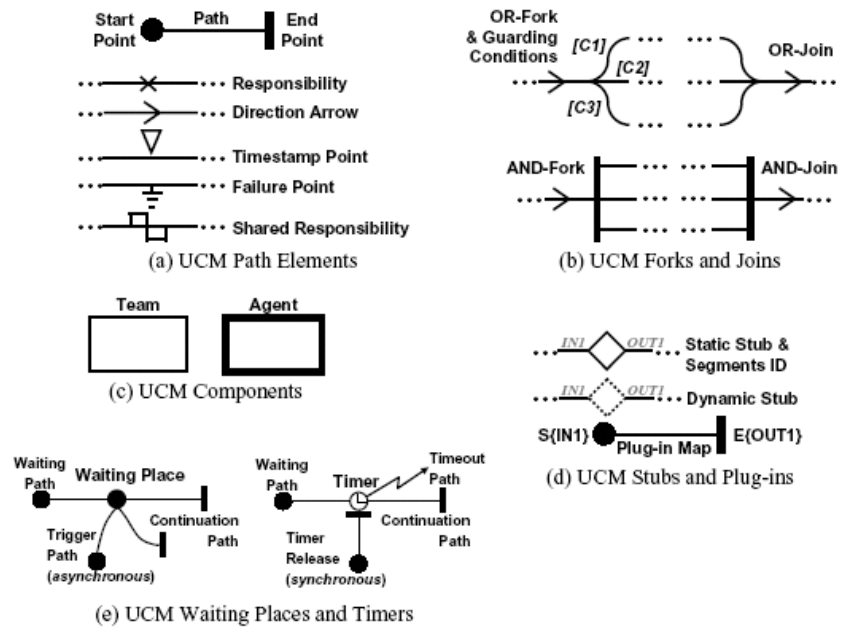 Start Point
Path
End Point
Responsibility
Direction Arrow
Timestamp Point
Failure Point
Shared Responsibility
(a) UCM Path Elements
OR-Fork
& Guarding
Conditions
[C1]
[C2]
[C3]
OR-Join
AND-Fork
AND-Join
(b) UCM Forks and Joins
Team
Agent
(c) UCM Components
IN1
OUT1
Static Stub &
Segments ID
IN1
OUT1
Dynamic Stub
S{IN1}
Plug-in Map
E{OUT1}
(d) UCM Stubs and Plug-ins
Waiting
Path
Waiting Place
Trigger
Path
(asynchronous)
Continuation
Path
Waiting
Path
Timer
Timeout
Path
Timer
Release
(synchronous)
Continuation
Path
(e) UCM Waiting Places and Timers